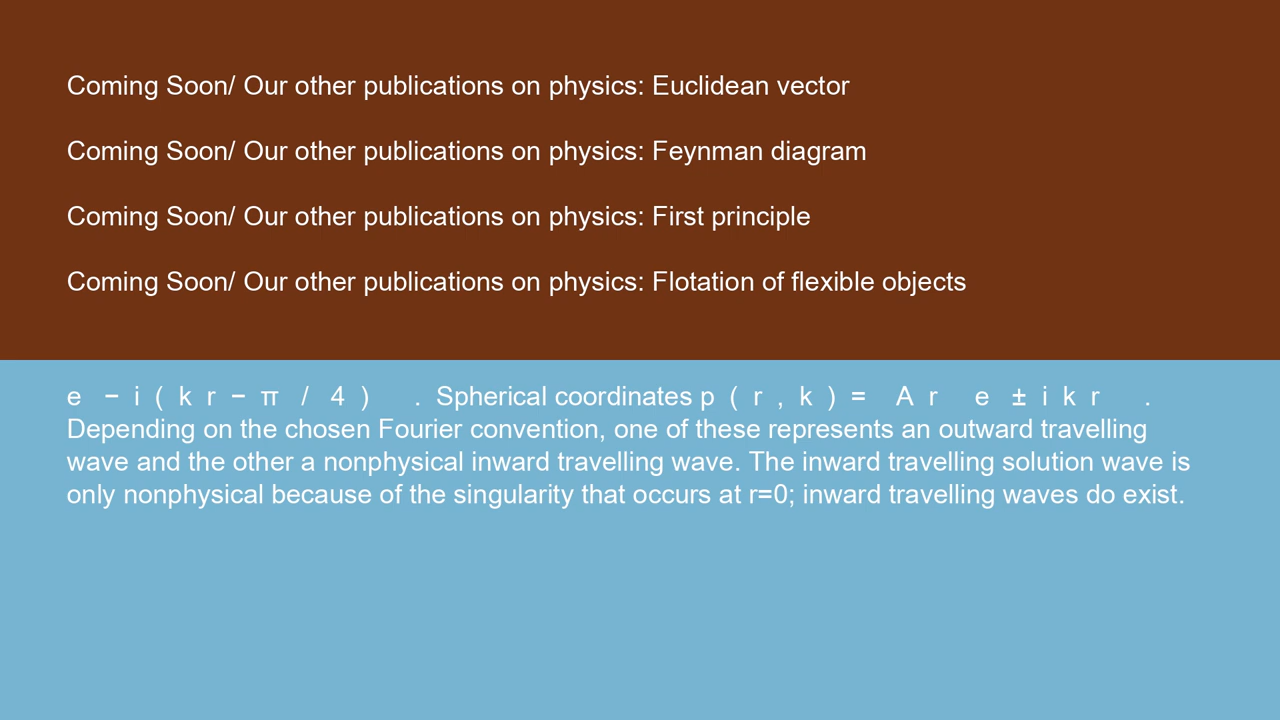 Coming Soon/ Our other publications on physics: Euclidean vector
Coming Soon/ Our other publications on physics: Feynman diagram
Coming Soon/ Our other publications on physics: First principle
Coming Soon/ Our other publications on physics: Flotation of flexible objects
e − i ( k r − π / 4 ) . Spherical coordinates p ( r , k ) = A r e ± i k r .
Depending on the chosen Fourier convention, one of these represents an outward travelling
wave and the other a nonphysical inward travelling wave. The inward travelling solution wave is
only nonphysical because of the singularity that occurs at r=0; inward travelling waves do exist.